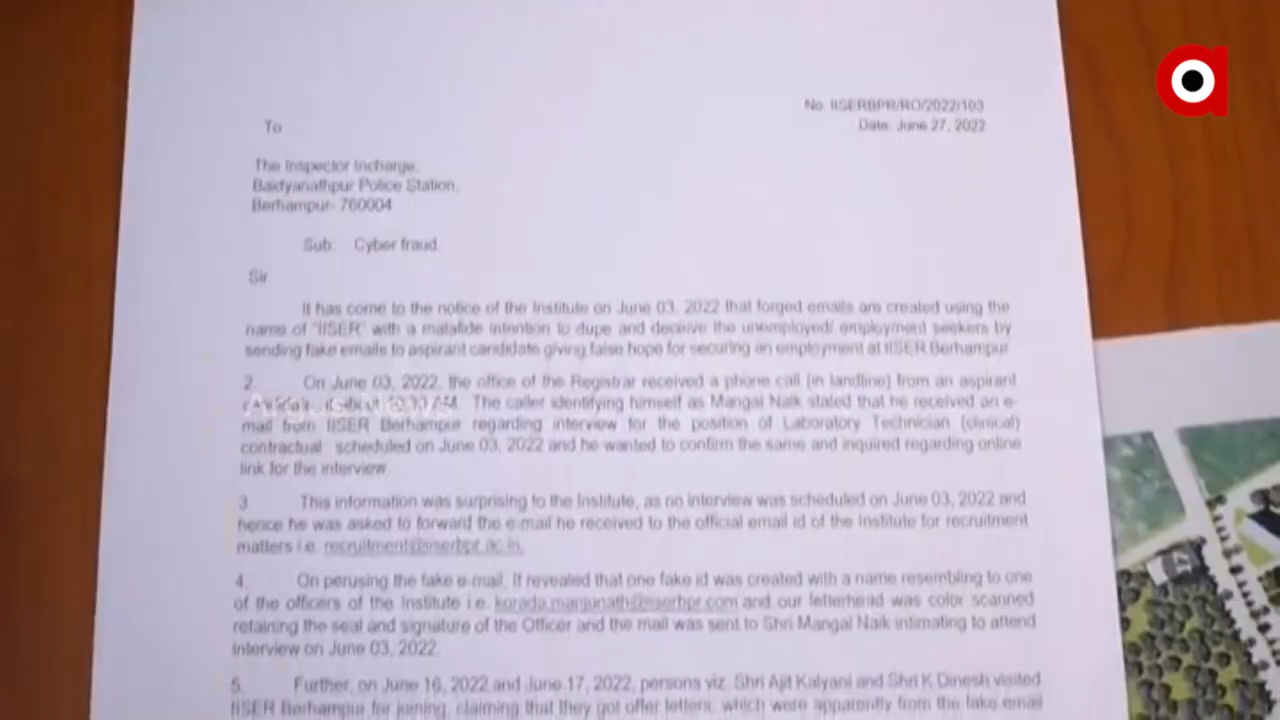 No. IISERBPR/RO/2022/103
Date: June 27, 2022
To
The Inspector Incharge,
Baidyanathpur Police Station,
Berhampur- 760004
Sub: Cyber fraud
Sir
It has come to the notice of the Institute on June 03, 2022 that forged emails are created using the
name of "IISER" with a malafide intention to dupe and deceive the unemployed/ employment seekers by
sending fake emails to aspirant candidate giving false hope for securing an employment at IISER Berhampur.
2. On June 03, 2022, the office of the Registrar received a phone call (in landline) from an aspirant
about AM. The caller identifying himself as Mangal Naik stated that he received an e-
mail from IISER Berhampur regarding interview for the position of Laboratory Technician (clinical)
contractual scheduled on June 03, 2022 and he wanted to confirm the same and inquired regarding online
link for the interview.
3. This information was surprising to the Institute, as no interview was scheduled on June 03, 2022 and
hence he was asked to forward the e-mail he received to the official email id of the Institute for recruitment
matters i.e. recruitment@iiserbpr.ac.in.
4. On perusing the fake e-mail, it revealed that one fake id was created with a name resembling to one
of the officers of the Institute i.e. korada.manjunath@iiserbpr.com and our letterhead was color scanned
retaining the seal and signature of the Officer and the mail was sent to Shri Mangal Naik intimating to attend
interview on June 03, 2022.
5. Further, on June 16, 2022 and June 17, 2022, persons viz. Shri Ajit Kalyani and Shri K Dinesh visited
IISER Berhampur for joining, claiming that they got offer letters, which were apparently from the fake email